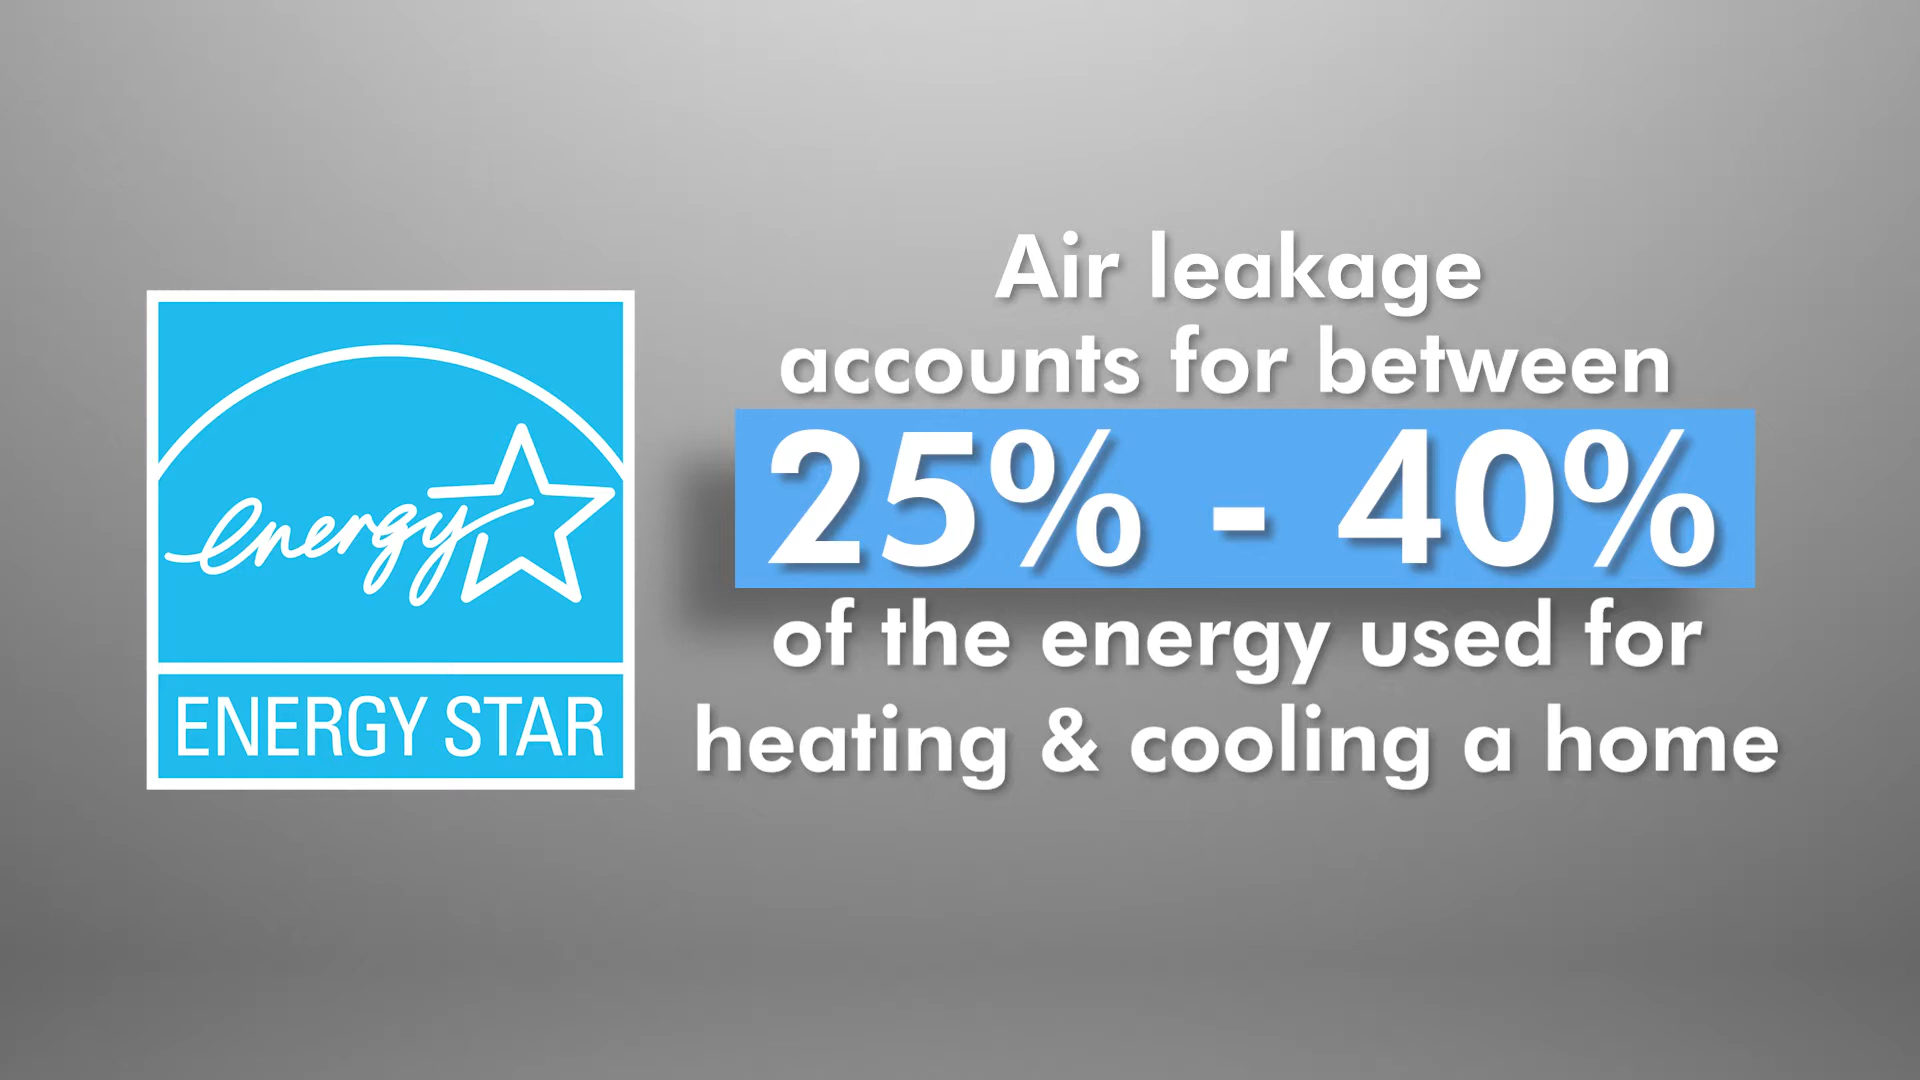 energy
ENERGY STAR
Air leakage
accounts for between
25% - 40%
of the energy used for
heating & cooling a home